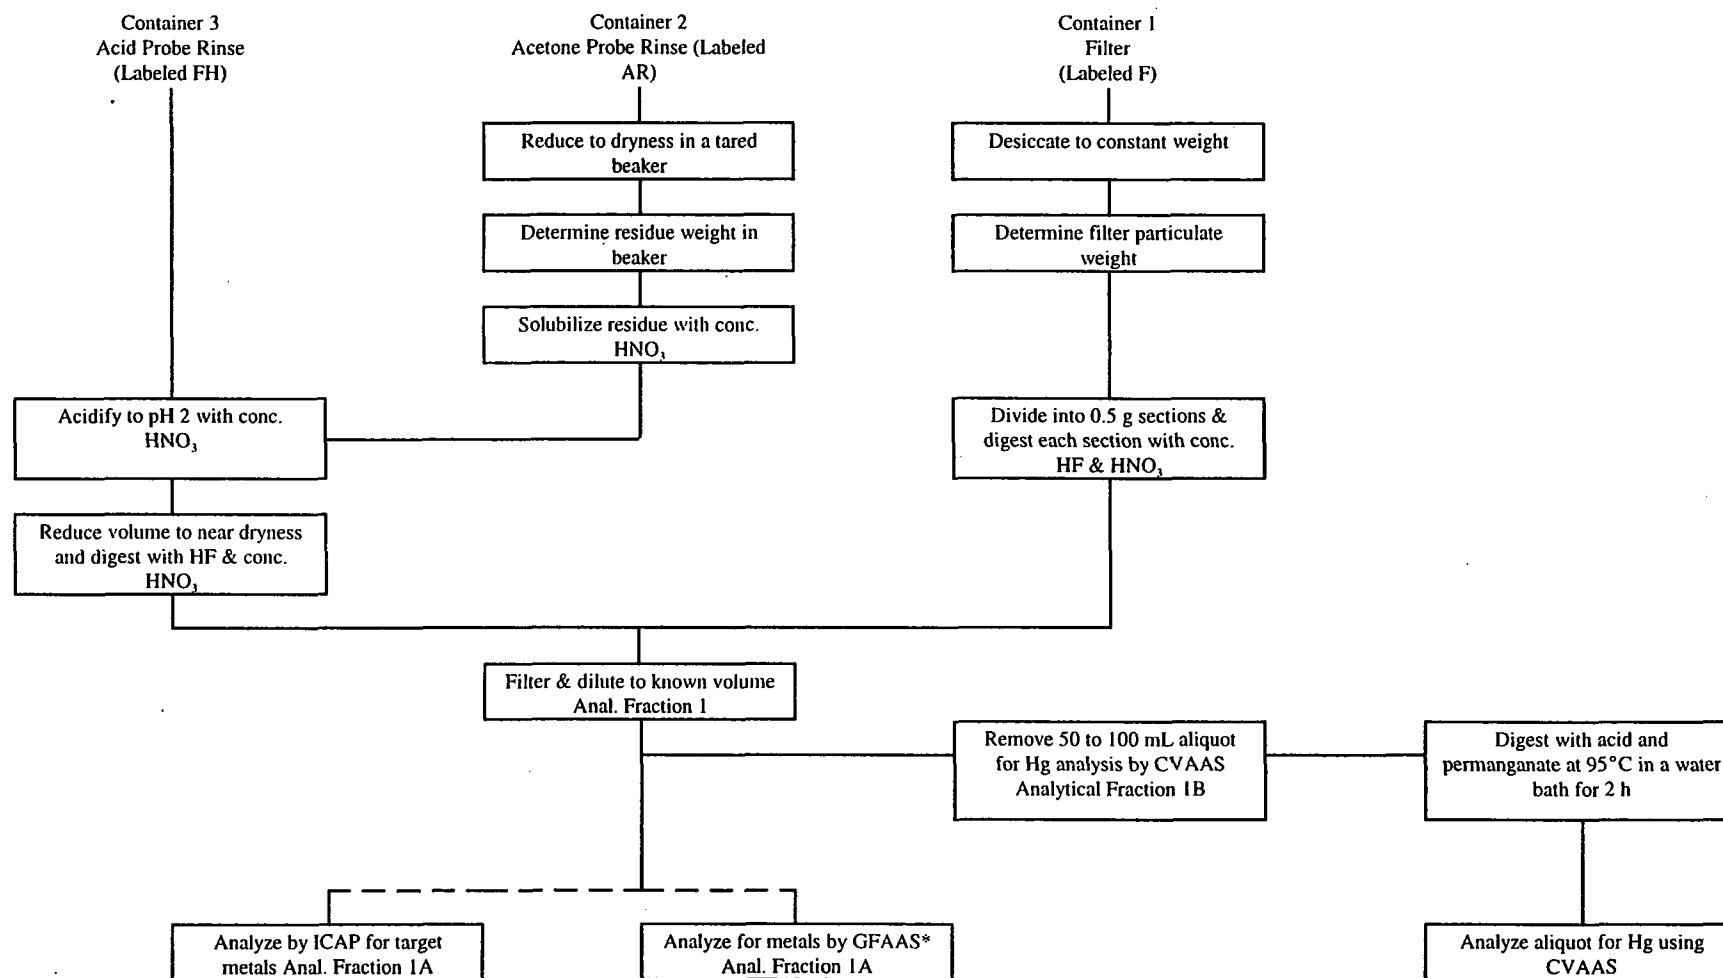 Container 3
Acid Probe Rinse
(Labeled FH)
Container 2
Acetone Probe Rinse (Labeled
AR)
Container 1
Filter
(Labeled F)
Reduce to dryness in a tared
beaker
Desiccate to constant weight
Determine residue weight in
beaker
Determine filter particulate
weight
Solubilize residue with conc.
HNO₃
Acidify to pH 2 with conc.
HNO₃
Divide into 0.5 g sections &
digest each section with conc.
HF & HNO₃
Reduce volume to near dryness
and digest with HF & conc.
HNO₃
Filter & dilute to known volume
Anal. Fraction 1
Remove 50 to 100 mL aliquot
for Hg analysis by CVAAS
Analytical Fraction 1B
Digest with acid and
permanganate at 95°C in a water
bath for 2 h
Analyze by ICAP for target
metals Anal. Fraction 1A
Analyze for metals by GFAAS*
Anal. Fraction 1A
Analyze aliquot for Hg using
CVAAS